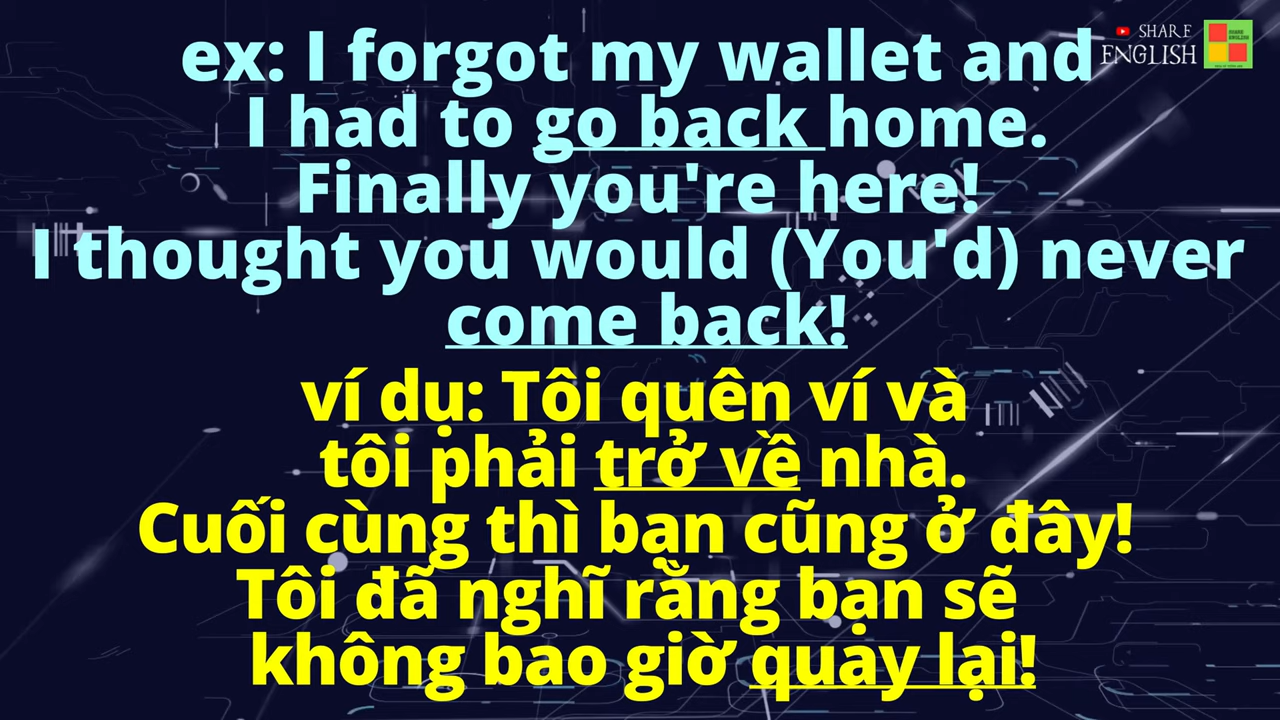 ex: I forgot my wallet and
I had to go back home.
Finally you're here!
I thought you would (You'd) never
come back!
ví dụ: Tôi quên ví và
tôi phải trở về nhà.
Cuối cùng thì bạn cũng ở đây!
Tôi đã nghĩ rằng bạn sẽ
không bao giờ quay lại!
SHARE
ENGLISH